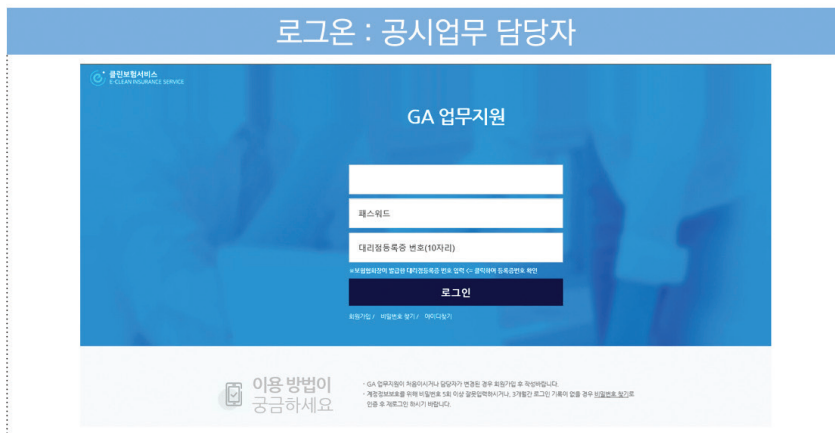 로그온 : 공시업무 담당자
클린보험서비스
E-CLEAN INSURANCE SERVICE
GA 업무지원
패스워드
대리점등록증 번호(10자리)
※보험협회장이 발급한 대리점등록증 번호 입력 <= 클릭하여 등록증번호 확인
로그인
회원가입 / 비밀번호 찾기 / 아이디찾기
이용 방법이
궁금하세요
· GA 업무지원이 처음이시거나 담당자가 변경된 경우 회원가입 후 작성바랍니다.
· 계정정보보호를 위해 비밀번호 5회 이상 잘못입력하시거나, 3개월간 로그인 기록이 없을 경우 비밀번호 찾기로
인증 후 재로그인 하시기 바랍니다.